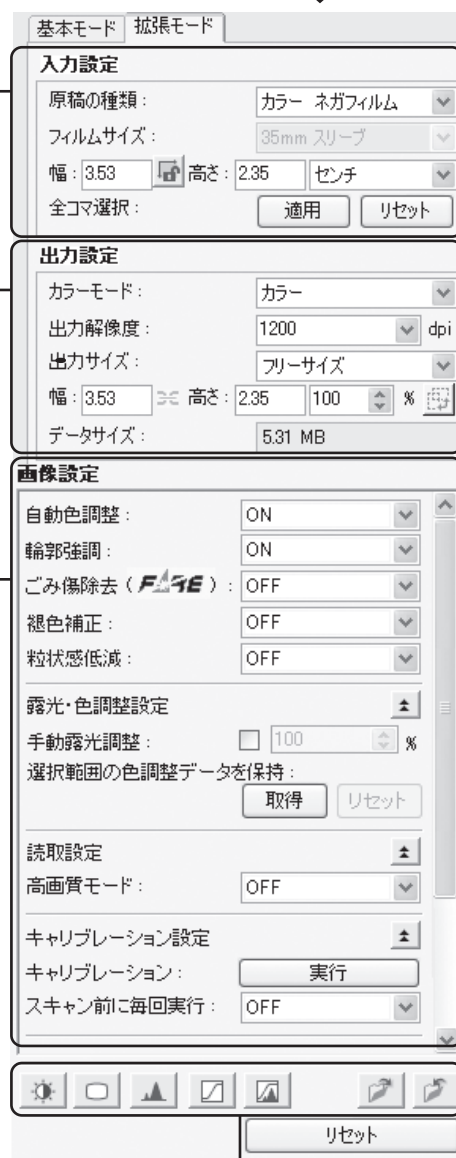 基本モード 拡張モード
入力設定
原稿の種類: カラー ネガフィルム
フィルムサイズ: 35mm スリーブ
幅: 3.53 高さ: 2.35 センチ
全コマ選択: 適用 リセット
出力設定
カラーモード: カラー
出力解像度: 1200 dpi
出力サイズ: フリーサイズ
幅: 3.53 高さ: 2.35 100 %
データサイズ: 5.31 MB
画像設定
自動色調整: ON
輪郭強調: ON
ごみ傷除去(FARE): OFF
褪色補正: OFF
粒状感低減: OFF
露光・色調整設定
手動露光調整: 100 %
選択範囲の色調整データを保持:
取得 リセット
読取設定
高画質モード: OFF
キャリブレーション設定
キャリブレーション: 実行
スキャン前に毎回実行: OFF
リセット